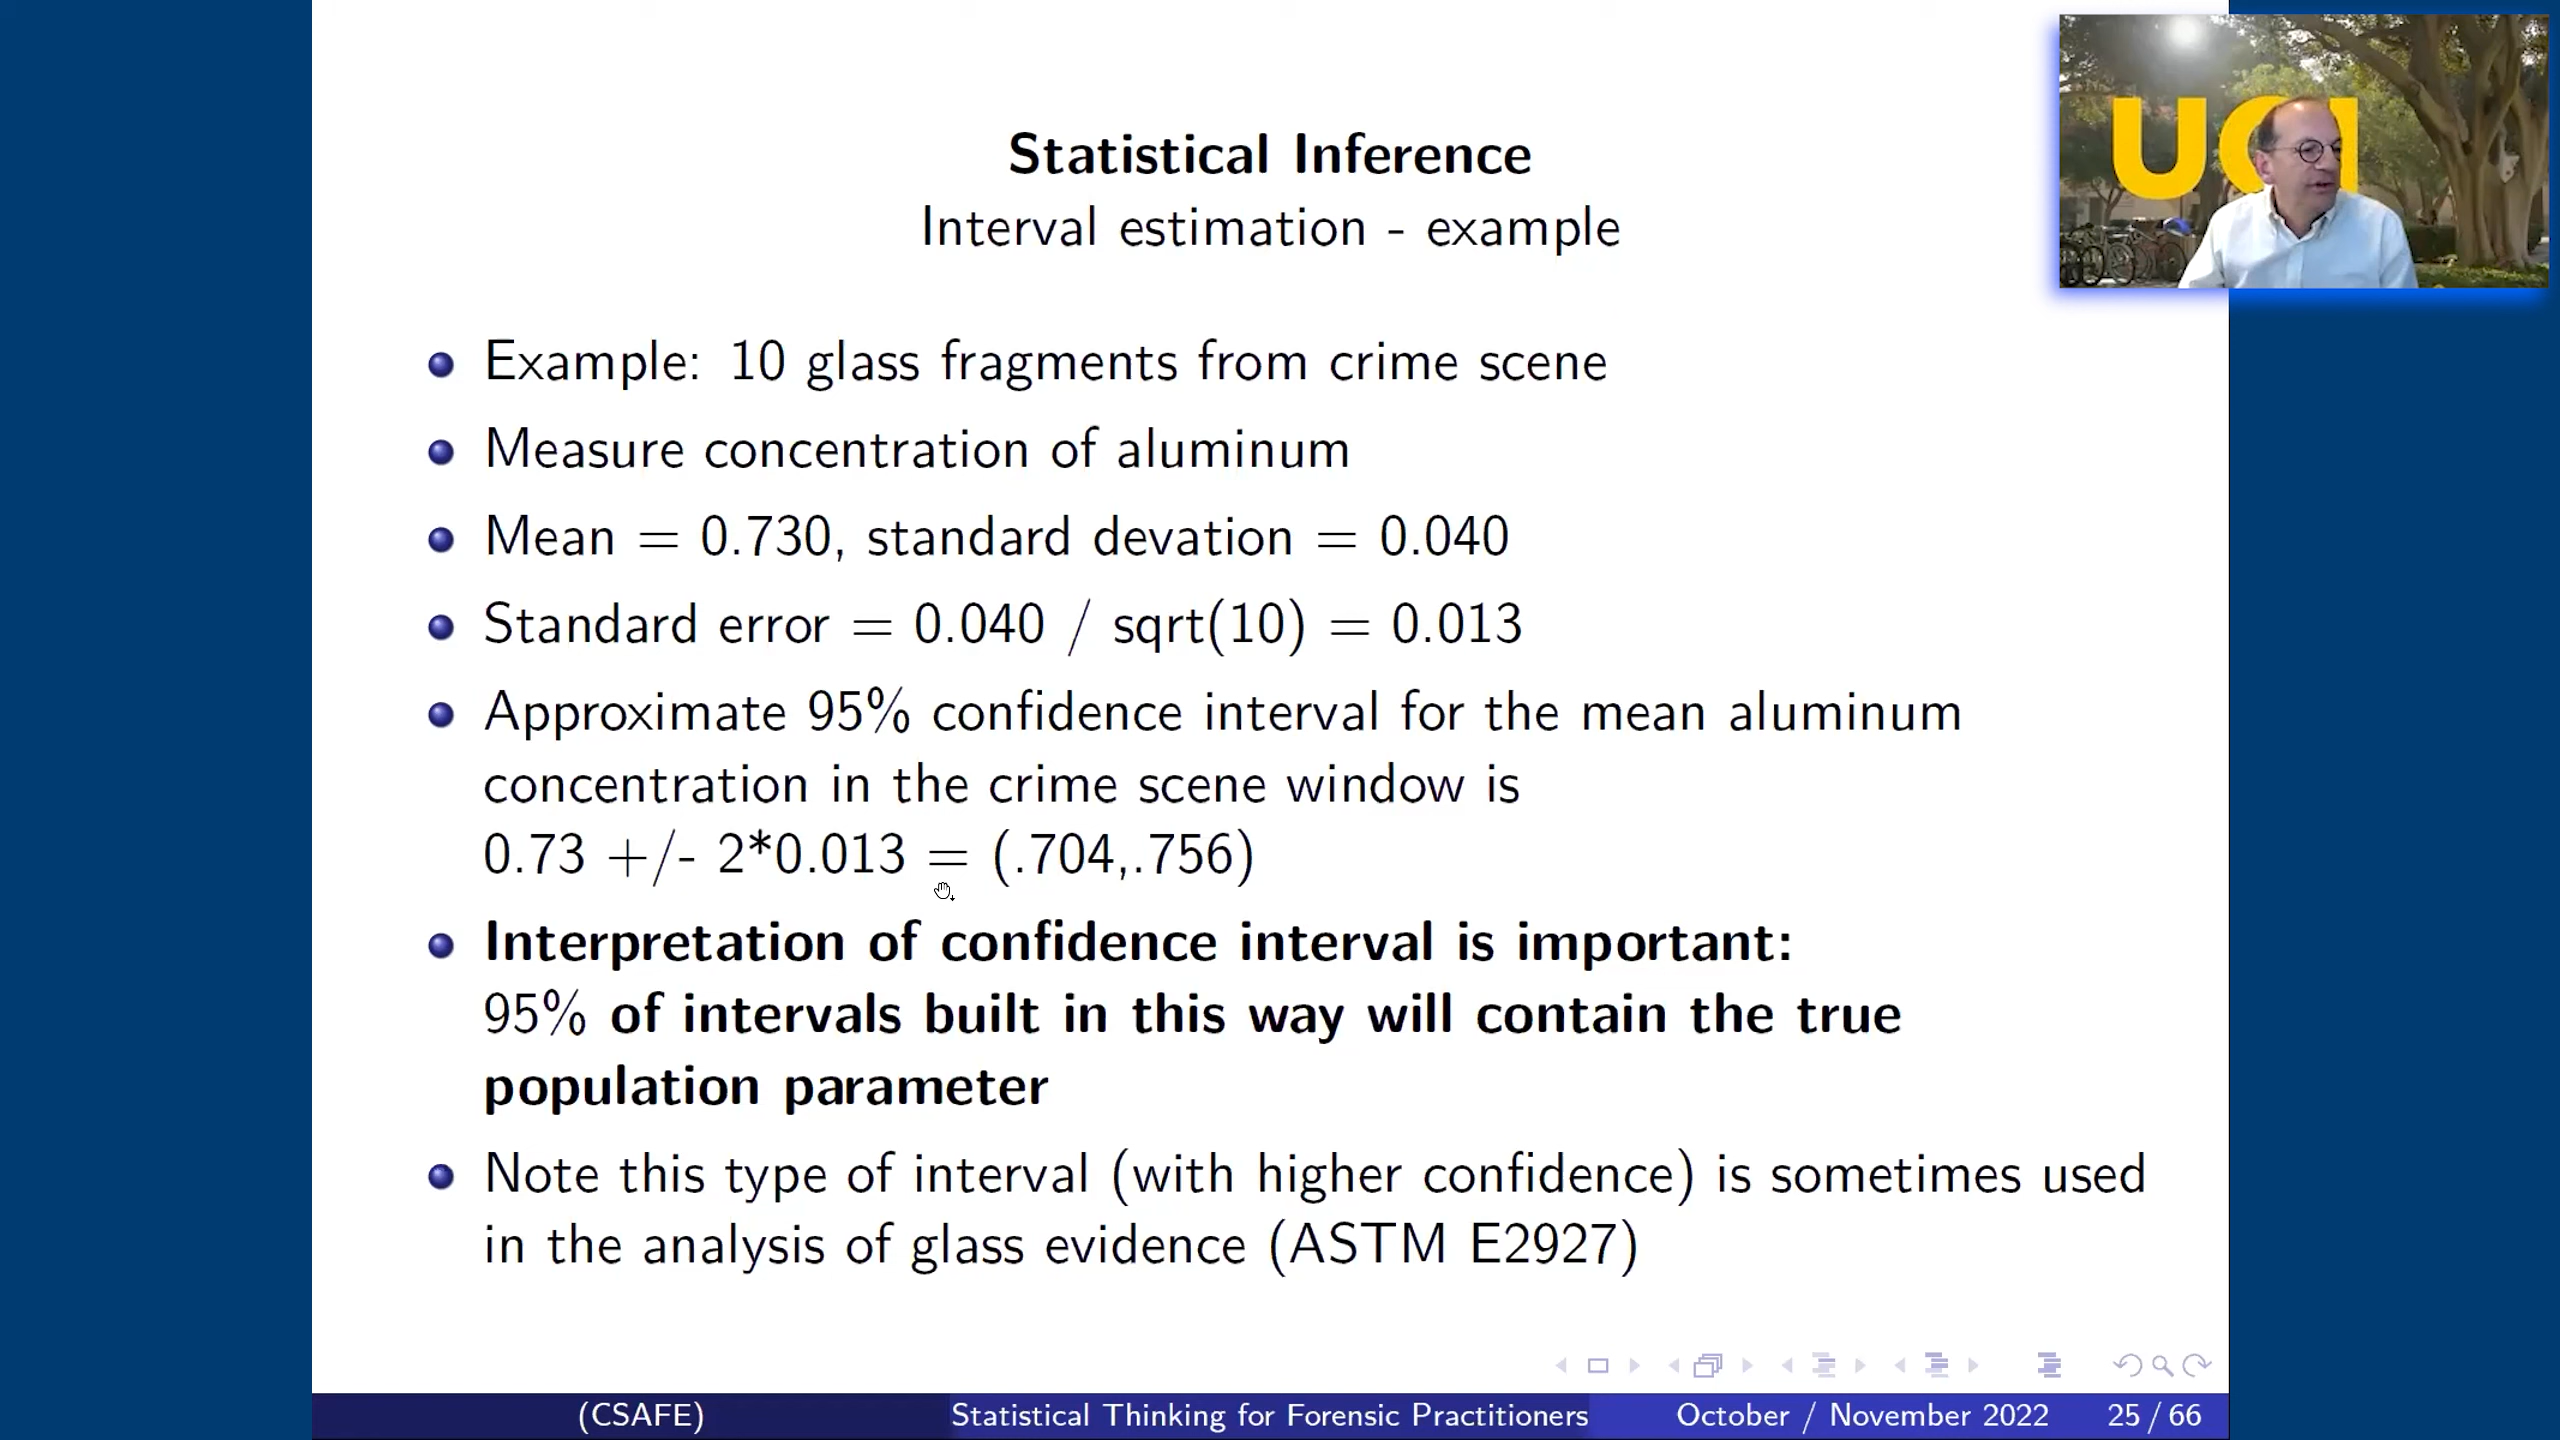 UCI
Statistical Inference
Interval estimation - example
Example: 10 glass fragments from crime scene
Measure concentration of aluminum
Mean = 0.730, standard devation = 0.040
Standard error = 0.040 / sqrt(10) = 0.013
Approximate 95% confidence interval for the mean aluminum
concentration in the crime scene window is
0.73 +/- 2*0.013 = (.704,.756)
Interpretation of confidence interval is important:
95% of intervals built in this way will contain the true
population parameter
Note this type of interval (with higher confidence) is sometimes used
in the analysis of glass evidence (ASTM E2927)
(CSAFE) Statistical Thinking for Forensic Practitioners October / November 2022 25 / 66